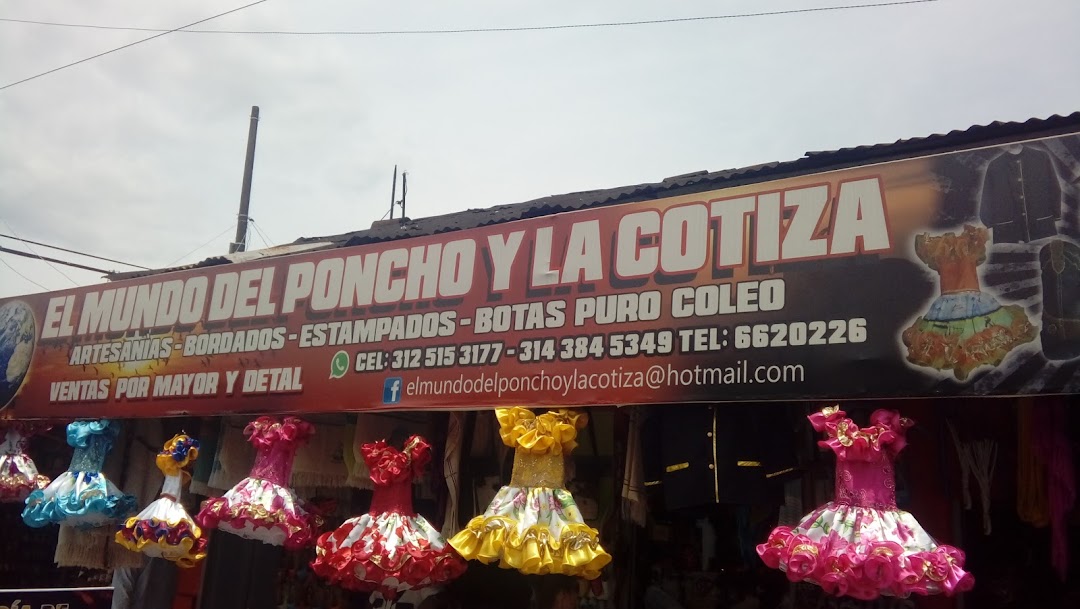 EL MUNDO DEL PONCHO Y LA COTIZA
ARTESANIAS - BORDADOS - ESTAMPADOS - BOTAS PURO COLEO
VENTAS POR MAYOR Y DETAL
CEL: 312 515 3177 - 314 384 5349 TEL: 6620226
f elmundodelponchoylacotiza@hotmail.com